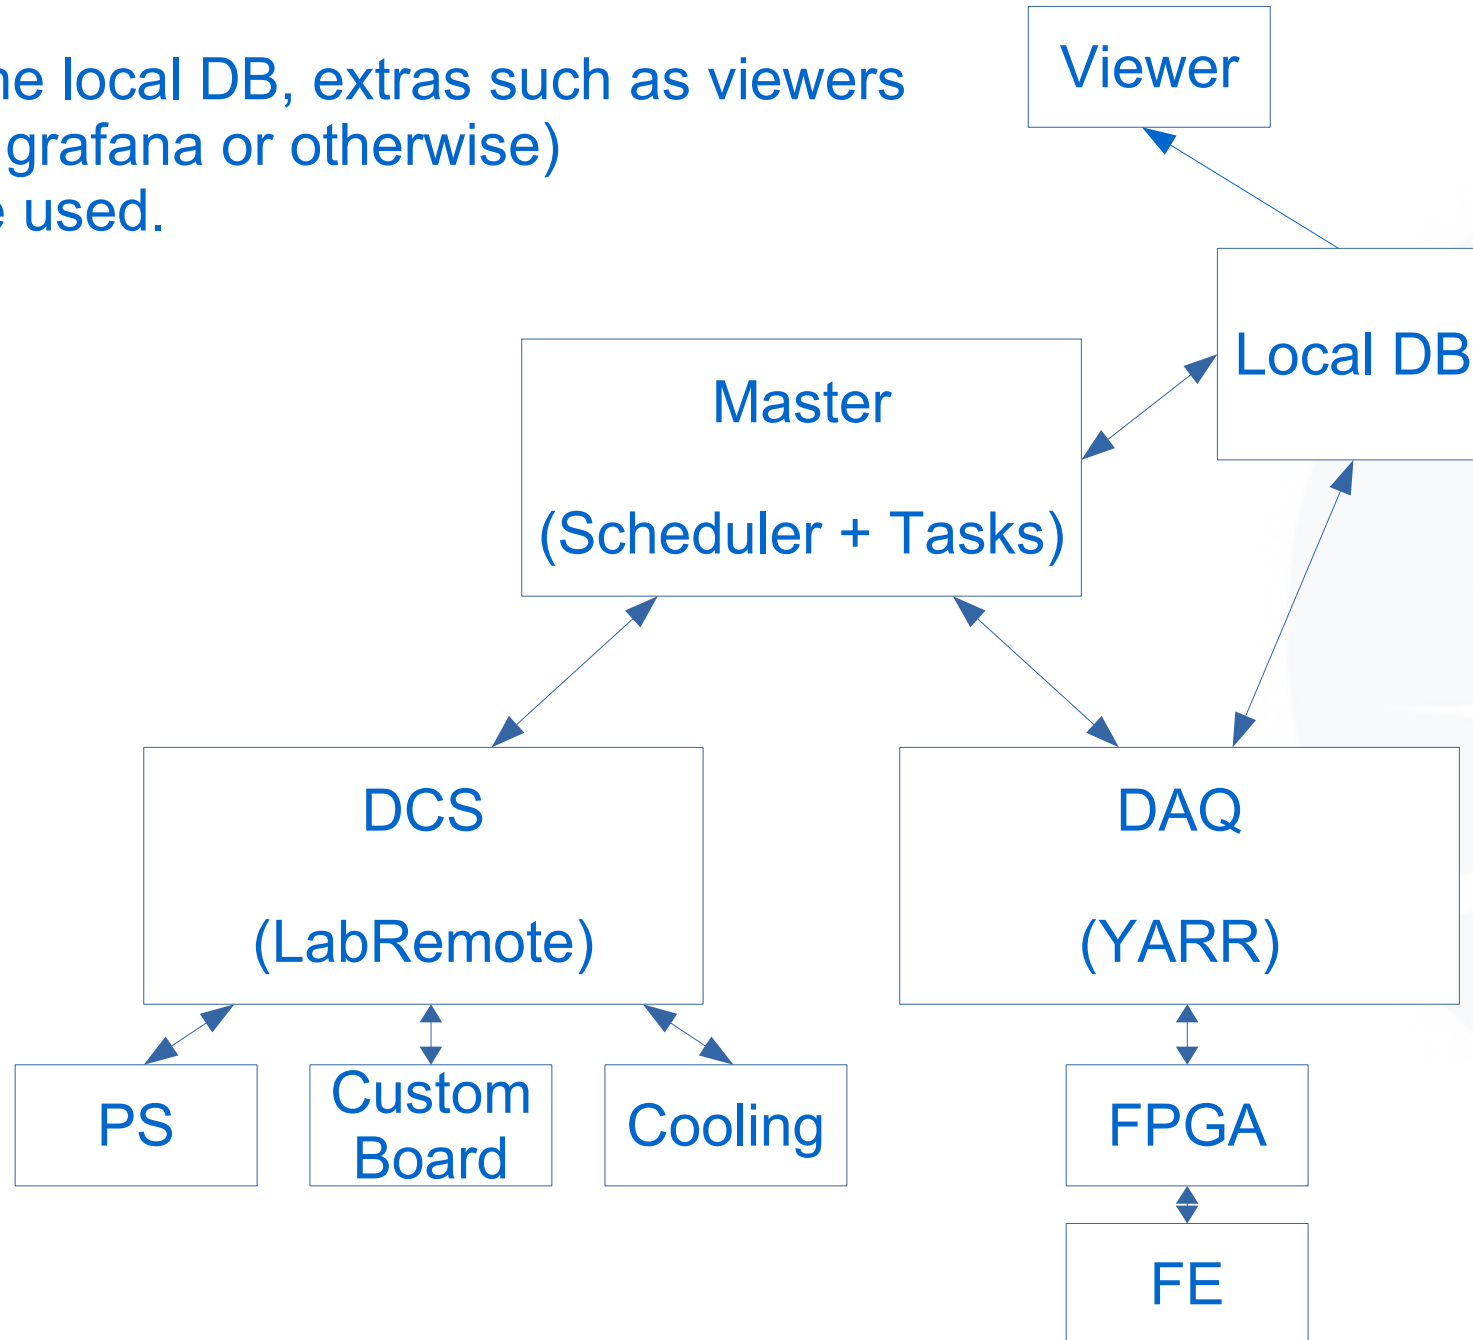 ne local DB, extras such as viewers
grafana or otherwise)
e used.
Viewer
Local DB
Master
(Scheduler + Tasks)
DCS
(LabRemote)
DAQ
(YARR)
PS
Custom
Board
Cooling
FPGA
FE